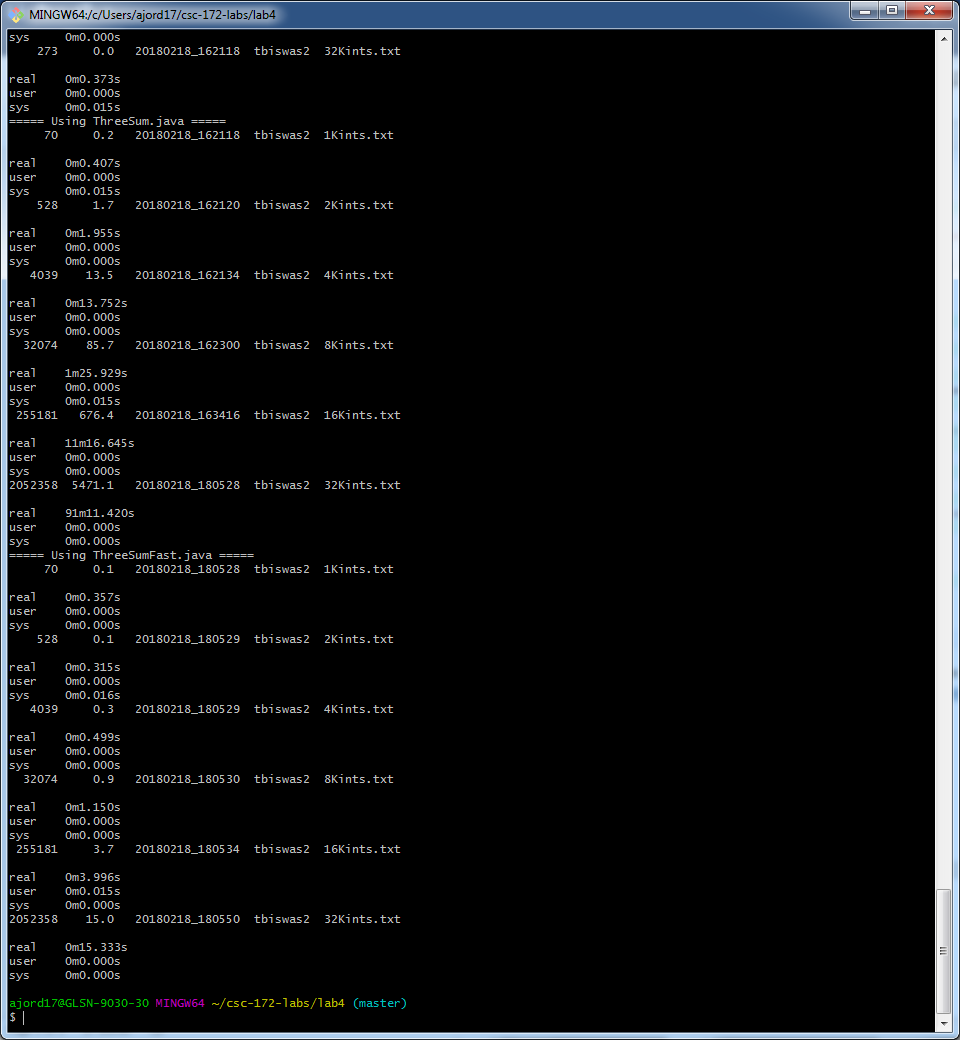 MINGW64:/c/Users/ajord17/csc-172-labs/lab4
sys     0m0.000s
    273     0.0   20180218_162118  tbiswas2  32Kints.txt

real    0m0.373s
user    0m0.000s
sys     0m0.015s
===== Using ThreeSum.java =====
     70     0.2   20180218_162118  tbiswas2  1Kints.txt

real    0m0.407s
user    0m0.000s
sys     0m0.015s
    528     1.7   20180218_162120  tbiswas2  2Kints.txt

real    0m1.955s
user    0m0.000s
sys     0m0.000s
   4039    13.5   20180218_162134  tbiswas2  4Kints.txt

real    0m13.752s
user    0m0.000s
sys     0m0.000s
  32074    85.7   20180218_162300  tbiswas2  8Kints.txt

real    1m25.929s
user    0m0.000s
sys     0m0.015s
 255181   676.4   20180218_163416  tbiswas2  16Kints.txt

real    11m16.645s
user    0m0.000s
sys     0m0.000s
2052358  5471.1   20180218_180528  tbiswas2  32Kints.txt

real    91m11.420s
user    0m0.000s
sys     0m0.000s
===== Using ThreeSumFast.java =====
     70     0.1   20180218_180528  tbiswas2  1Kints.txt

real    0m0.357s
user    0m0.000s
sys     0m0.000s
    528     0.1   20180218_180529  tbiswas2  2Kints.txt

real    0m0.315s
user    0m0.000s
sys     0m0.016s
   4039     0.3   20180218_180529  tbiswas2  4Kints.txt

real    0m0.499s
user    0m0.000s
sys     0m0.000s
  32074     0.9   20180218_180530  tbiswas2  8Kints.txt

real    0m1.150s
user    0m0.000s
sys     0m0.000s
 255181     3.7   20180218_180534  tbiswas2  16Kints.txt

real    0m3.996s
user    0m0.015s
sys     0m0.000s
2052358    15.0   20180218_180550  tbiswas2  32Kints.txt

real    0m15.333s
user    0m0.000s
sys     0m0.000s

ajord17@GLSN-9030-30 MINGW64 ~/csc-172-labs/lab4 (master)
$